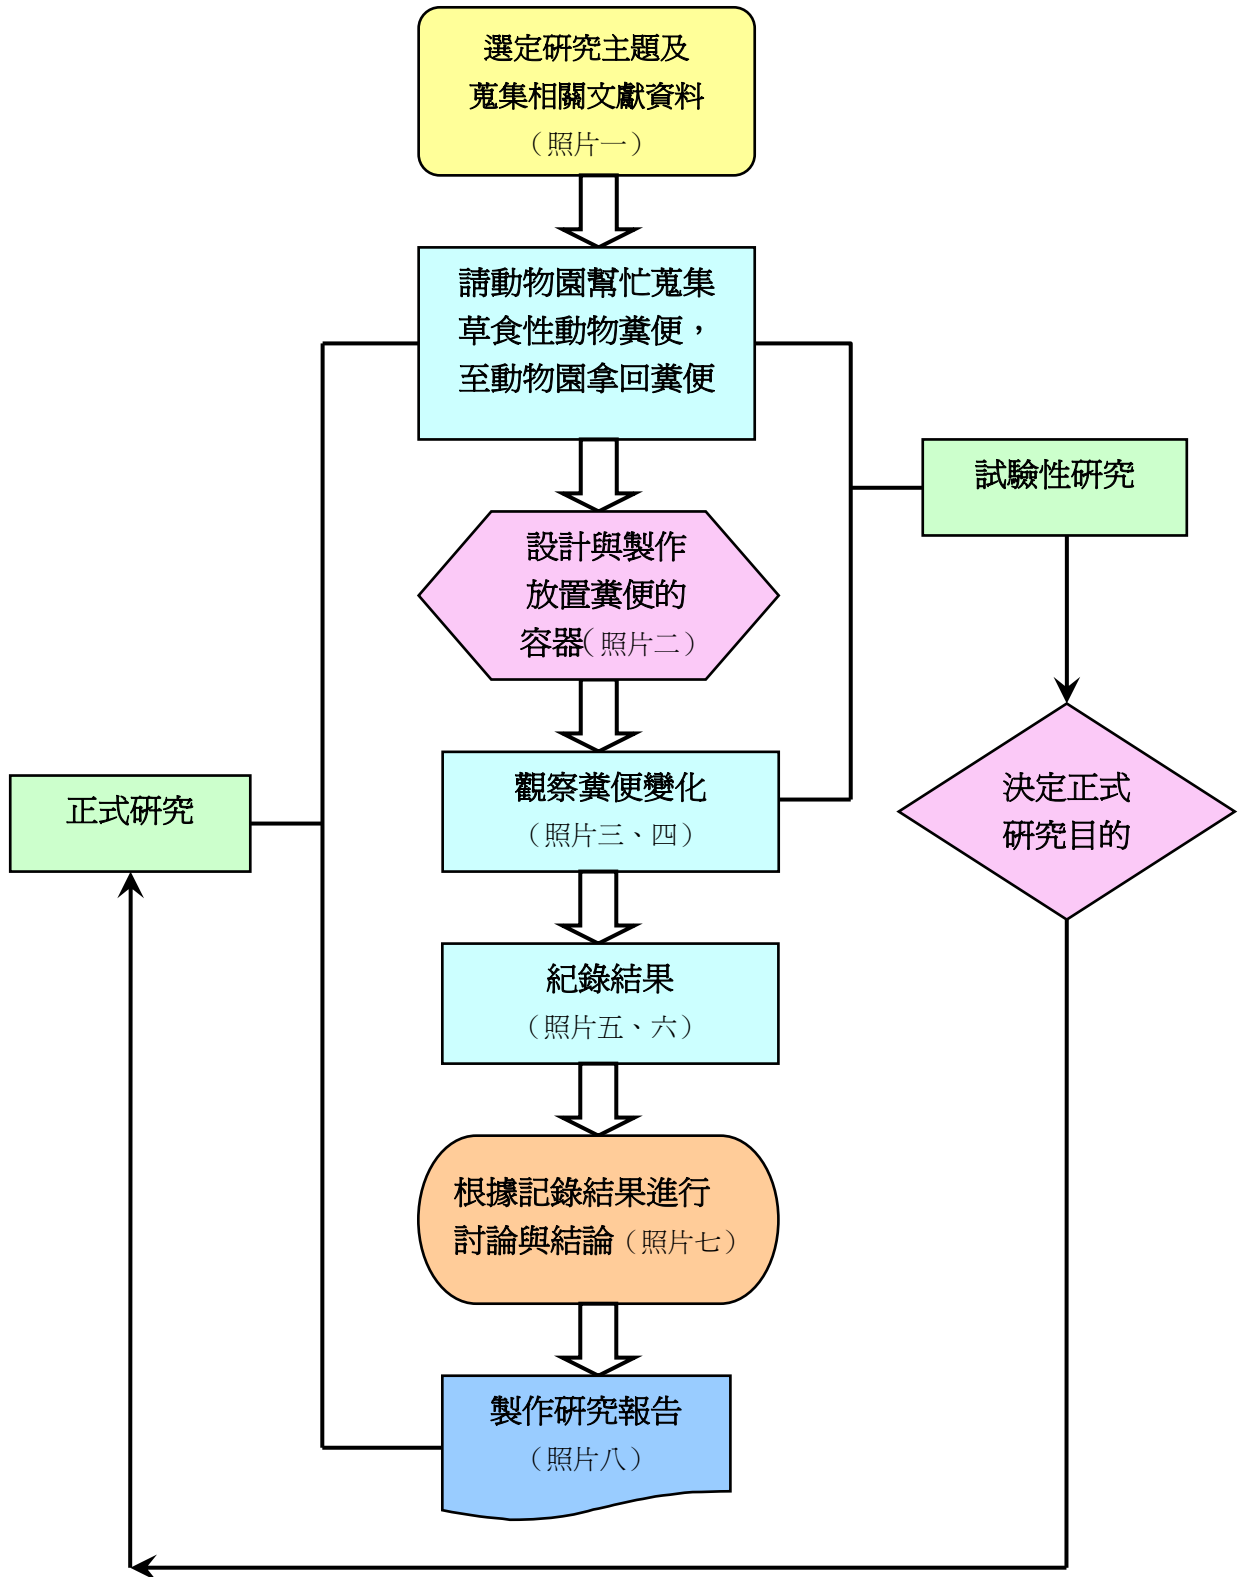 選定研究主題及
蒐集相關文獻資料
（照片一）
請動物園幫忙蒐集
草食性動物糞便，
至動物園拿回糞便
試驗性研究
設計與製作
放置糞便的
容器（照片二）
觀察糞便變化
（照片三、四）
正式研究
決定正式
研究目的
紀錄結果
（照片五、六）
根據記錄結果進行
討論與結論（照片七）
製作研究報告
（照片八）